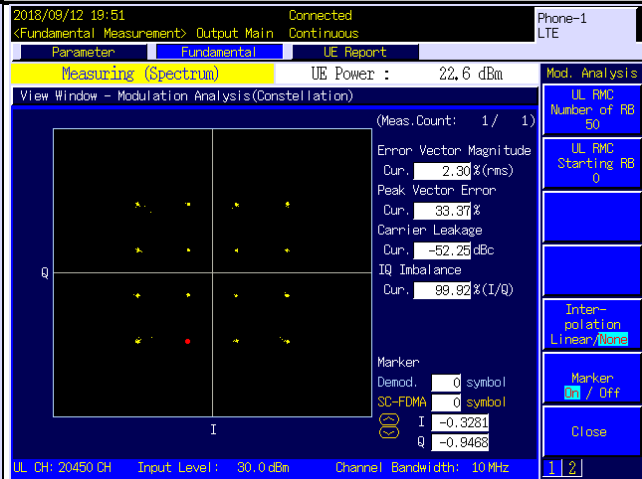 2018/09/12 19:51 Connected Phone-1
<Fundamental Measurement> Output Main Continuous LTE
Parameter Fundamental UE Report
Measuring (Spectrum) UE Power : 22.6 dBm Mod. Analysis
View Window - Modulation Analysis(Constellation)
UL RMC
Number of RB
50
(Meas.Count: 1/ 1)
Error Vector Magnitude
Cur. 2.30 %(rms)
Peak Vector Error
Cur. 33.37 %
Carrier Leakage
Cur. -52.25 dBc
IQ Imbalance
Cur. 99.92 %(I/Q)
UL RMC
Starting RB
0
Q
I
Marker
Demod. 0 symbol
SC-FDMA 0 symbol
I -0.3281
Q -0.9468
Inter-
polation
Linear/None
Marker
On / Off
Close
UL CH: 20450 CH Input Level: 30.0 dBm Channel Bandwidth: 10 MHz
1 2